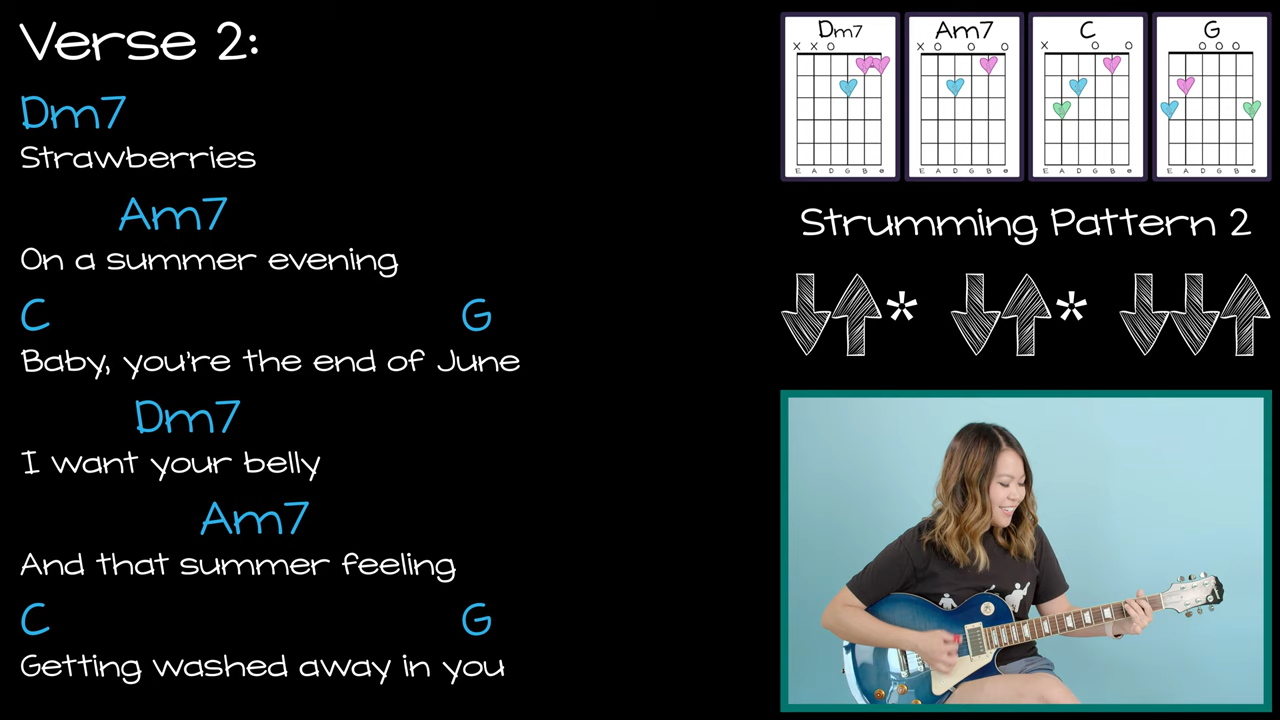 Verse 2:
Dm7
Strawberries
Am7
On a summer evening
C G
Baby, you're the end of June
Dm7
I want your belly
Am7
And that summer feeling
C G
Getting washed away in you
Dm7 Am7 C G
x x o x o o o x o o o o o
E A D G B e E A D G B e E A D G B e E A D G B e
Strumming Pattern 2
* *